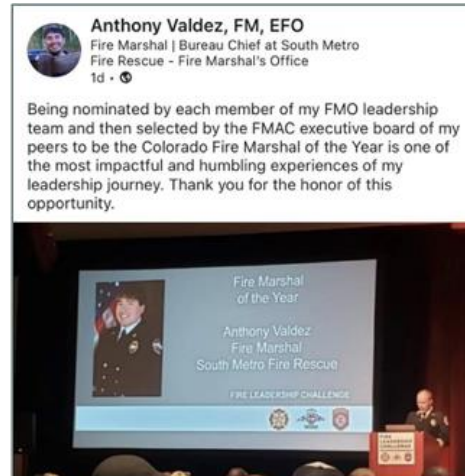 Anthony Valdez, FM, EFO
Fire Marshal | Bureau Chief at South Metro
Fire Rescue - Fire Marshal's Office
1d •
Being nominated by each member of my FMO leadership
team and then selected by the FMAC executive board of my
peers to be the Colorado Fire Marshal of the Year is one of
the most impactful and humbling experiences of my
leadership journey. Thank you for the honor of this
opportunity.
Fire Marshal
of the Year
Anthony Valdez
Fire Marshal
South Metro Fire Rescue
FIRE LEADERSHIP CHALLENGE
FIRE
LEADERSHIP
CHALLENGE